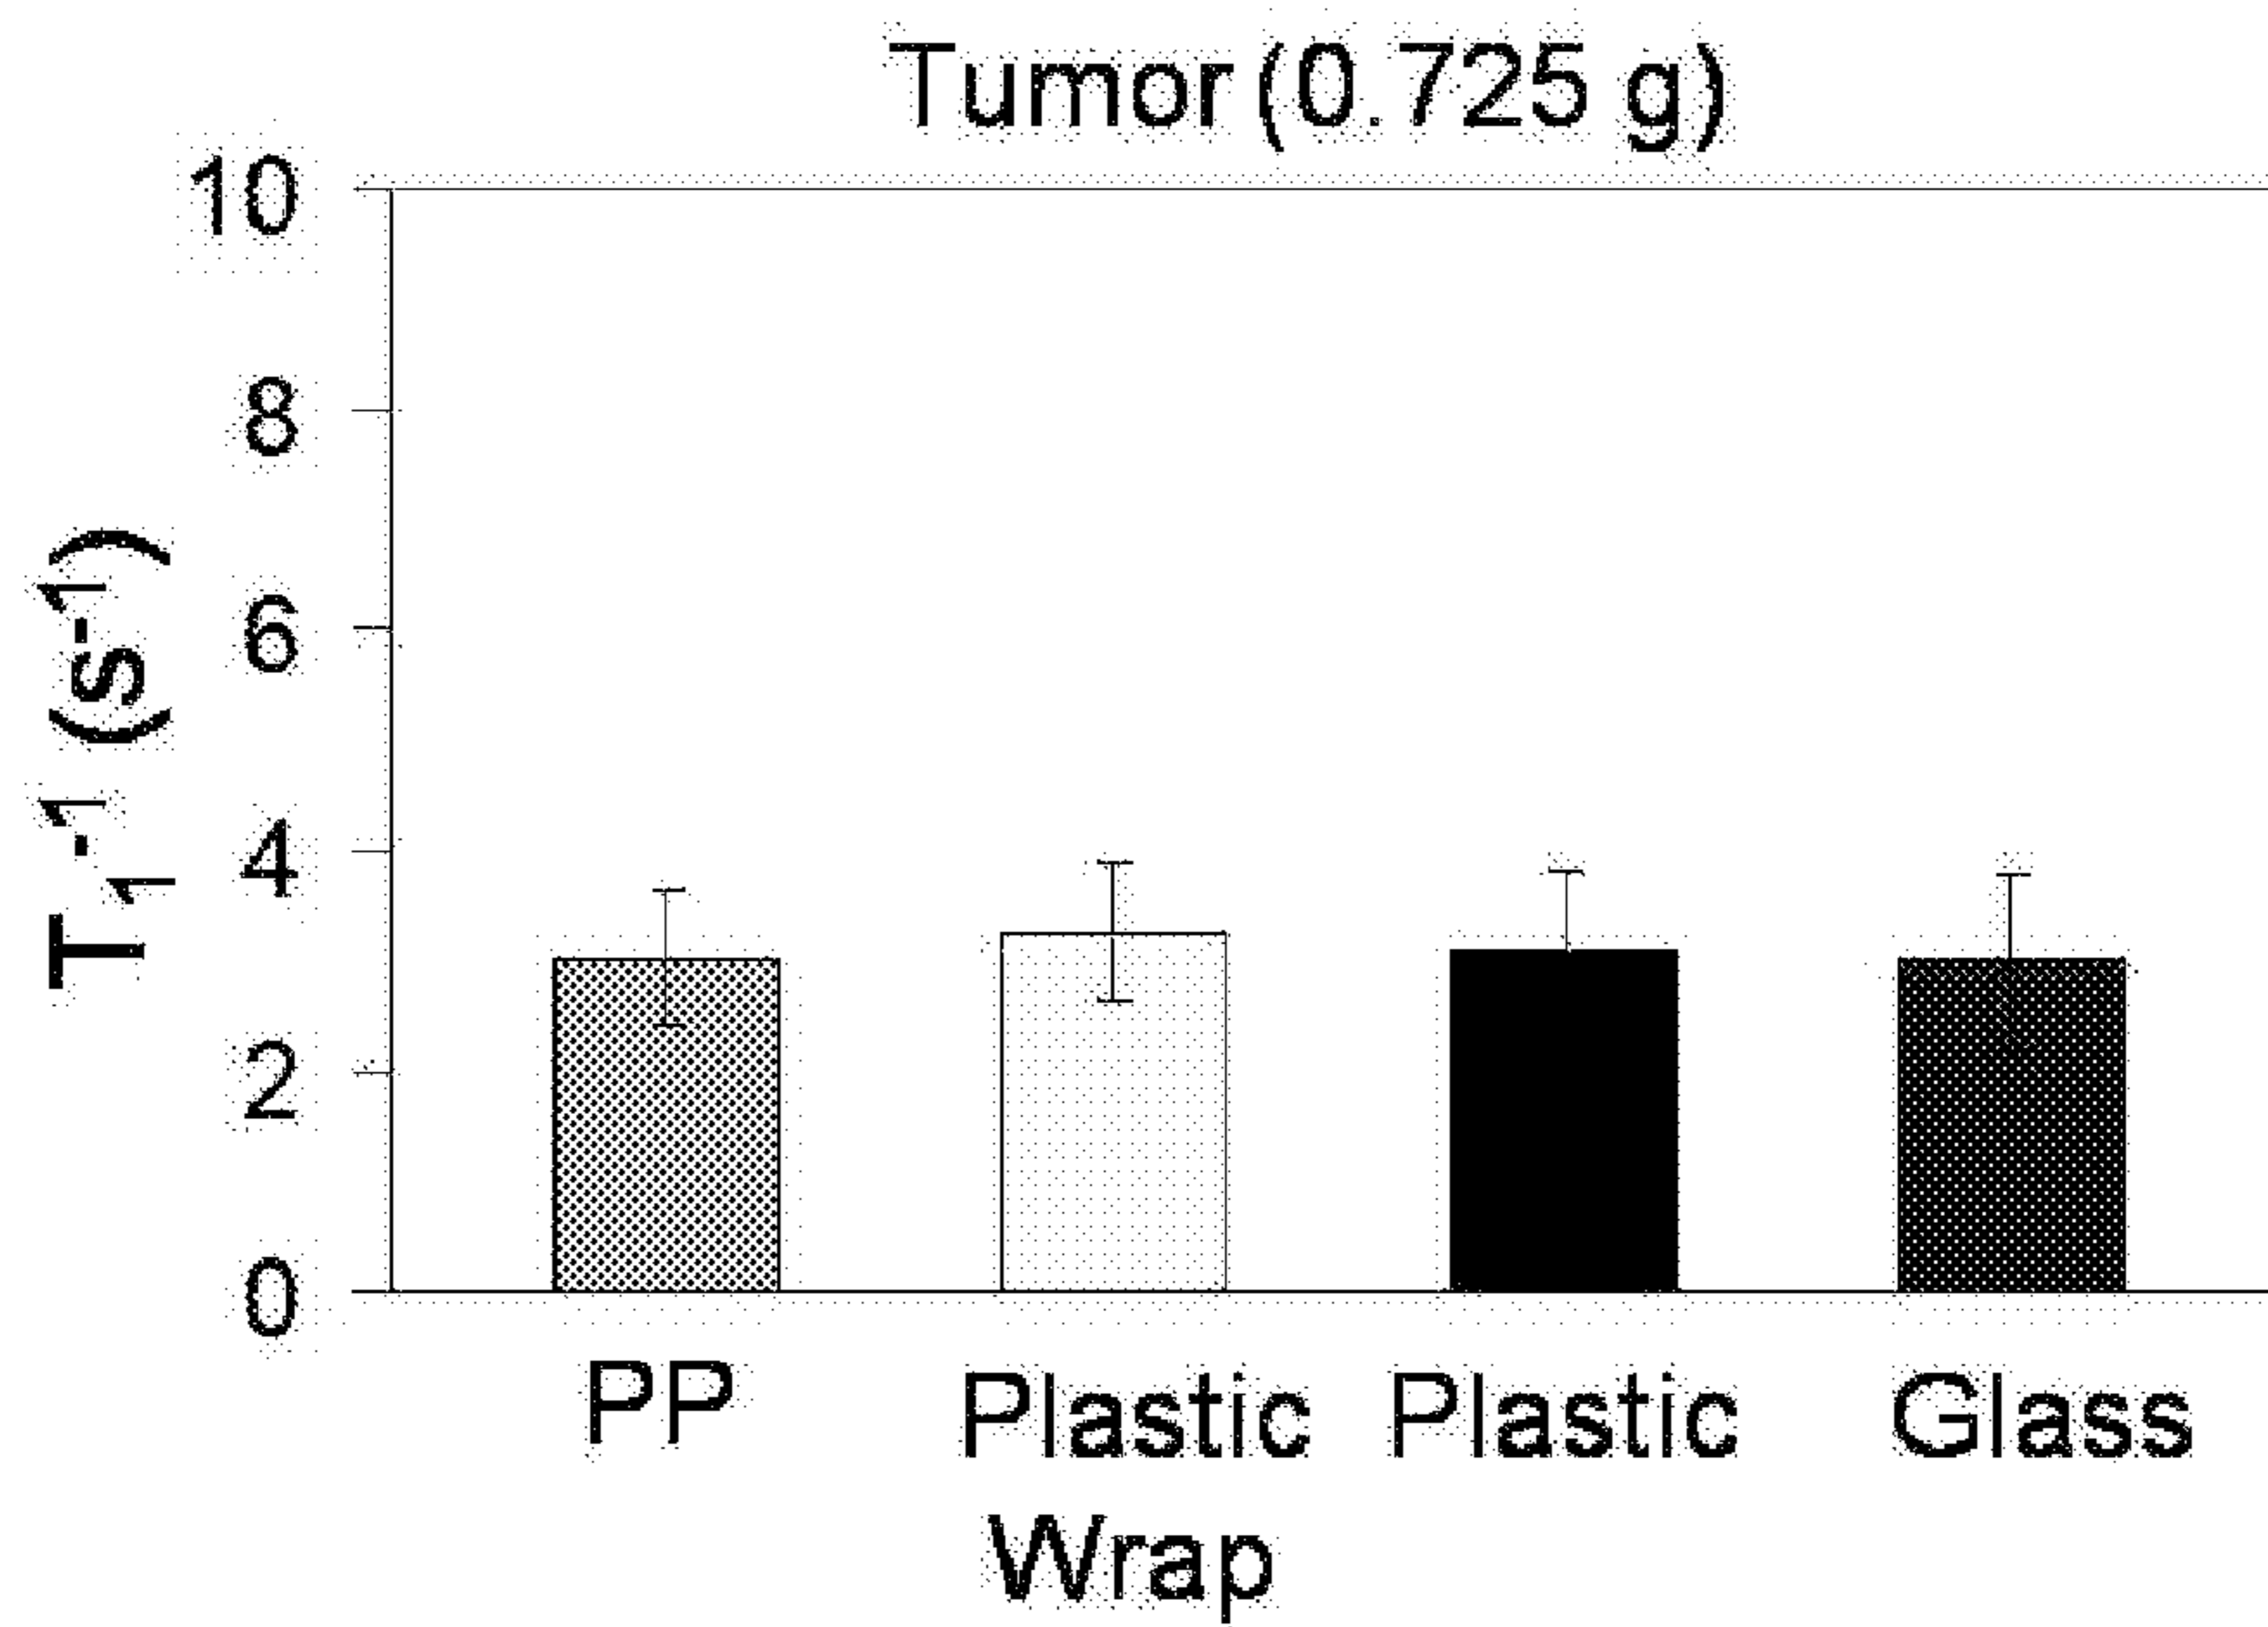 Tumor (0.725 g)
10
8
6
4
2
0
T1-1 (s-1)
PP
Plastic Wrap
Plastic
Glass